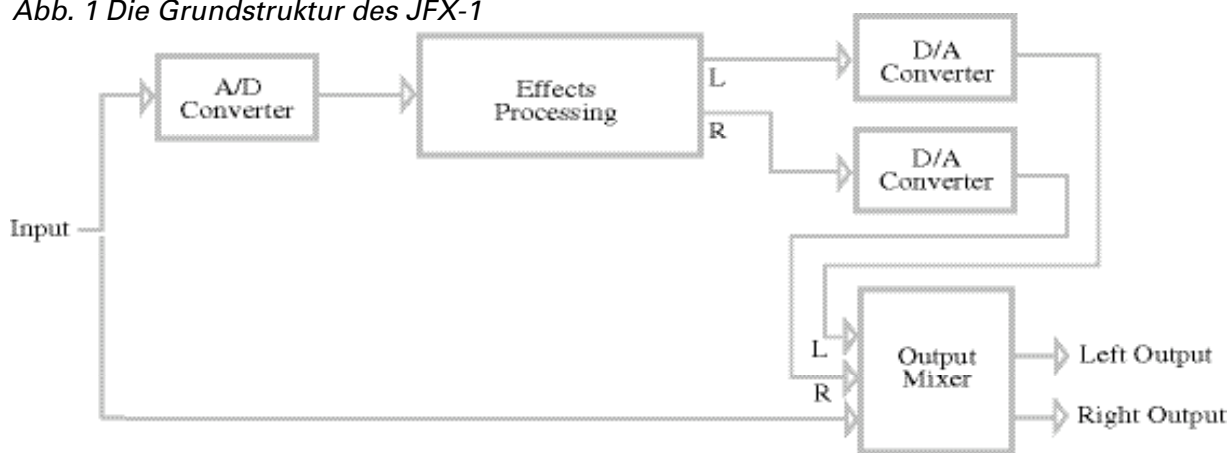 Abb. 1 Die Grundstruktur des JFX-1
A/D
Converter
Effects
Processing
L
R
D/A
Converter
D/A
Converter
Input
L
R
Output
Mixer
Left Output
Right Output